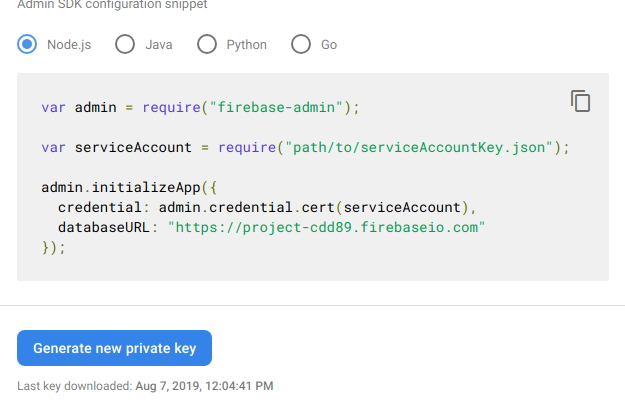 Admin SDK configuration snippet
Node.js Java Python Go
var admin = require("firebase-admin");
var serviceAccount = require("path/to/serviceAccountKey.json");
admin.initializeApp({
  credential: admin.credential.cert(serviceAccount),
  databaseURL: "https://project-cdd89.firebaseio.com"
});
Generate new private key
Last key downloaded: Aug 7, 2019, 12:04:41 PM